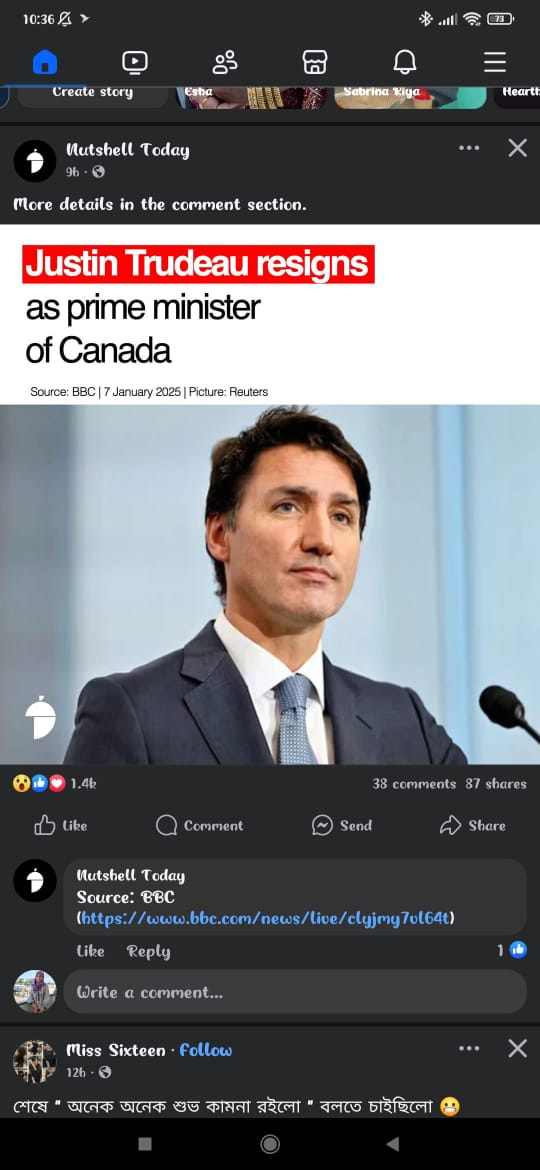 10:36
73
Create story
Esha
Sabrina Riya
Heart
Nutshell Today
9h ·
More details in the comment section.
Justin Trudeau resigns
as prime minister
of Canada
Source: BBC | 7 January 2025 | Picture: Reuters
1.4k
38 comments 87 shares
Like
Comment
Send
Share
Nutshell Today
Source: BBC
(https://www.bbc.com/news/live/clyjmy7vl64t)
Like Reply
1
Write a comment...
Miss Sixteen · Follow
12h ·
শেষে " অনেক অনেক শুভ কামনা রইলো " বলতে চাইছিলো 😬